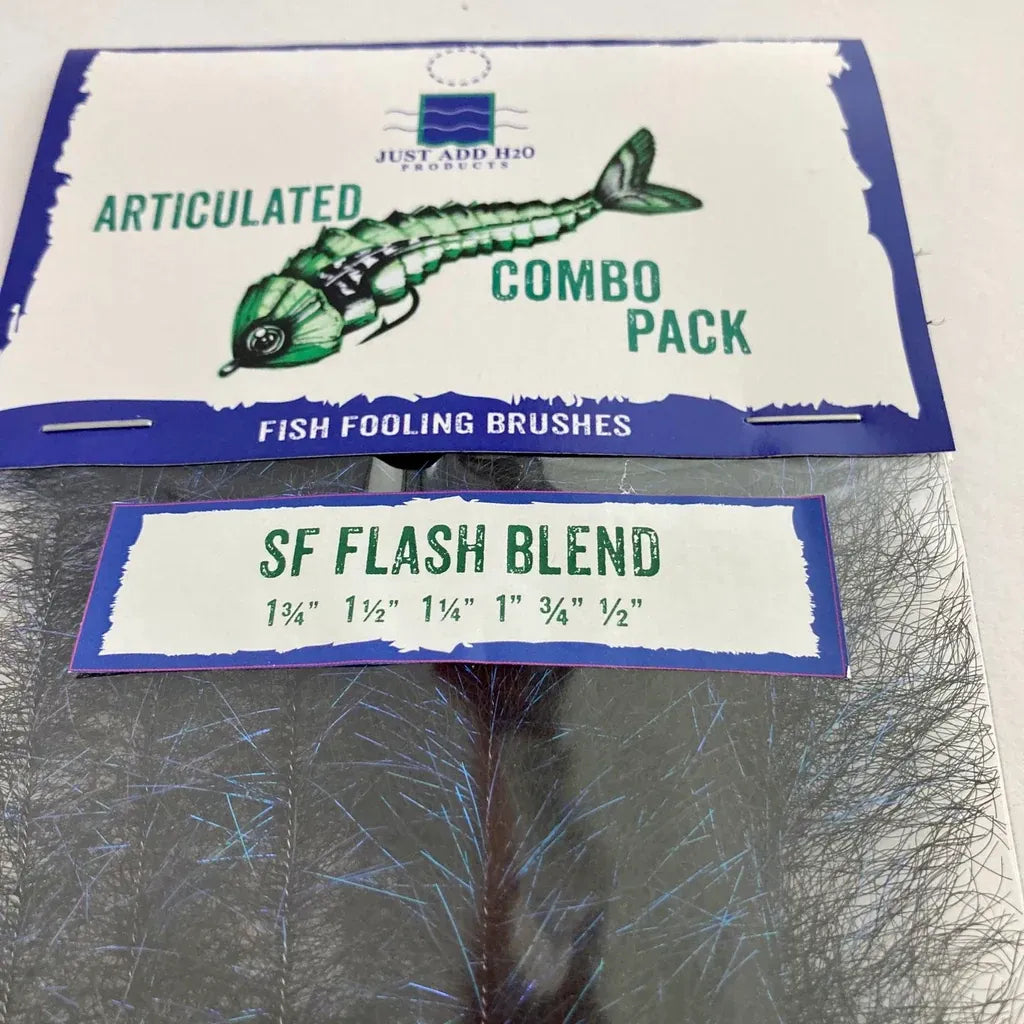 JUST ADD H2O
PRODUCTS
ARTICULATED
COMBO
PACK
FISH FOOLING BRUSHES
SF FLASH BLEND
1¾” 1½” 1¼” 1” ¾” ½”